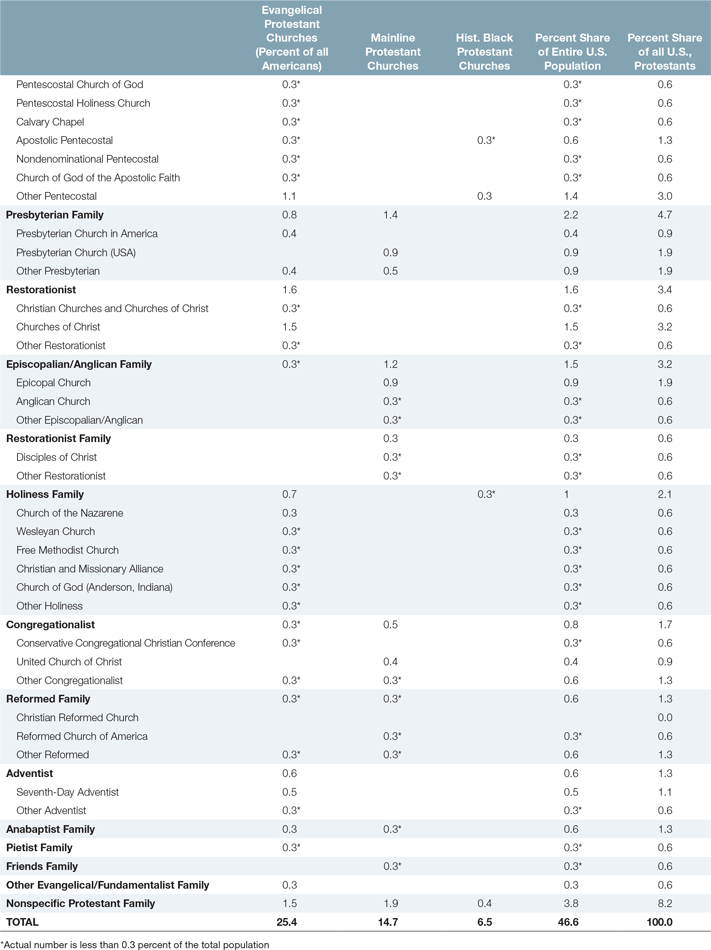 Evangelical Protestant Churches (Percent of all Americans) Mainline Protestant Churches Hist. Black Protestant Churches Percent Share of Entire U.S. Population Percent Share of all U.S., Protestants
Pentescostal Church of God 0.3* 0.3* 0.6
Pentescostal Holiness Church 0.3* 0.3* 0.6
Calvary Chapel 0.3* 0.3* 0.6
Apostolic Pentecostal 0.3* 0.3* 0.6 1.3
Nondenominational Pentecostal 0.3* 0.3* 0.6
Church of God of the Apostolic Faith 0.3* 0.3* 0.6
Other Pentecostal 1.1 0.3 1.4 3.0
Presbyterian Family 0.8 1.4 2.2 4.7
Presbyterian Church in America 0.4 0.4 0.9
Presbyterian Church (USA) 0.9 0.9 1.9
Other Presbyterian 0.4 0.5 0.9 1.9
Restorationist 1.6 1.6 3.4
Christian Churches and Churches of Christ 0.3* 0.3* 0.6
Churches of Christ 1.5 1.5 3.2
Other Restorationist 0.3* 0.3* 0.6
Episcopalian/Anglican Family 0.3* 1.2 1.5 3.2
Epicopal Church 0.9 0.9 1.9
Anglican Church 0.3* 0.3* 0.6
Other Episcopalian/Anglican 0.3* 0.3* 0.6
Restorationist Family 0.3 0.3 0.6
Disciples of Christ 0.3* 0.3* 0.6
Other Restorationist 0.3* 0.3* 0.6
Holiness Family 0.7 0.3* 1 2.1
Church of the Nazarene 0.3 0.3 0.6
Wesleyan Church 0.3* 0.3* 0.6
Free Methodist Church 0.3* 0.3* 0.6
Christian and Missionary Alliance 0.3* 0.3* 0.6
Church of God (Anderson, Indiana) 0.3* 0.3* 0.6
Other Holiness 0.3* 0.3* 0.6
Congregationalist 0.3* 0.5 0.8 1.7
Conservative Congregational Christian Conference 0.3* 0.3* 0.6
United Church of Christ 0.4 0.4 0.9
Other Congregationalist 0.3* 0.3* 0.6 1.3
Reformed Family 0.3* 0.3* 0.6 1.3
Christian Reformed Church 0.0
Reformed Church of America 0.3* 0.3* 0.6
Other Reformed 0.3* 0.3* 0.6 1.3
Adventist 0.6 0.6 1.3
Seventh-Day Adventist 0.5 0.5 1.1
Other Adventist 0.3* 0.3* 0.6
Anabaptist Family 0.3 0.3* 0.6 1.3
Pietist Family 0.3* 0.3* 0.6
Friends Family 0.3* 0.3* 0.6
Other Evangelical/Fundamentalist Family 0.3 0.3 0.6
Nonspecific Protestant Family 1.5 1.9 0.4 3.8 8.2
TOTAL 25.4 14.7 6.5 46.6 100.0
*Actual number is less than 0.3 percent of the total population